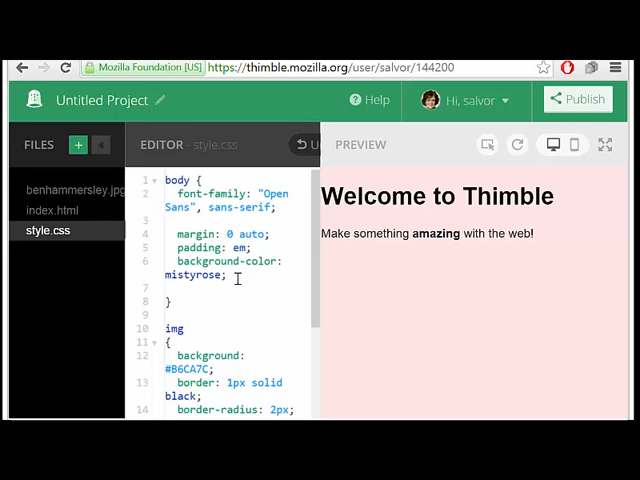 Mozilla Foundation [US] https://thimble.mozilla.org/user/salvor/144200
Untitled Project Help Hi, salvor Publish
FILES EDITOR - style.css PREVIEW
benhammersley.jpg
index.html
style.css
1 body {
2 font-family: "Open
Sans", sans-serif;
3
4 margin: 0 auto;
5 padding: em;
6 background-color:
mistyrose;
7
8 }
9
10 img
11 {
12 background:
#B6CA7C;
13 border: 1px solid
black;
14 border-radius: 2px;
Welcome to Thimble
Make something amazing with the web!